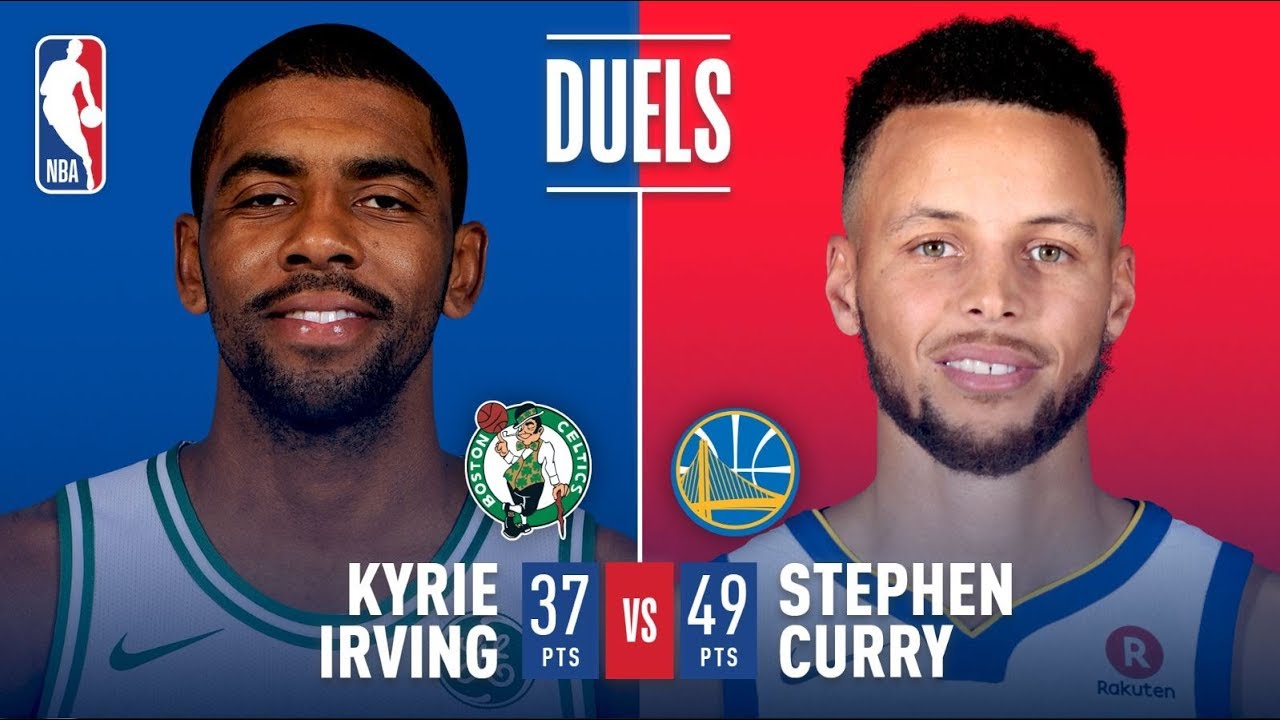 NBA
DUELS
BOSTON CELTICS
KYRIE
IRVING
37
PTS
VS
49
PTS
STEPHEN
CURRY
R
Rakuten